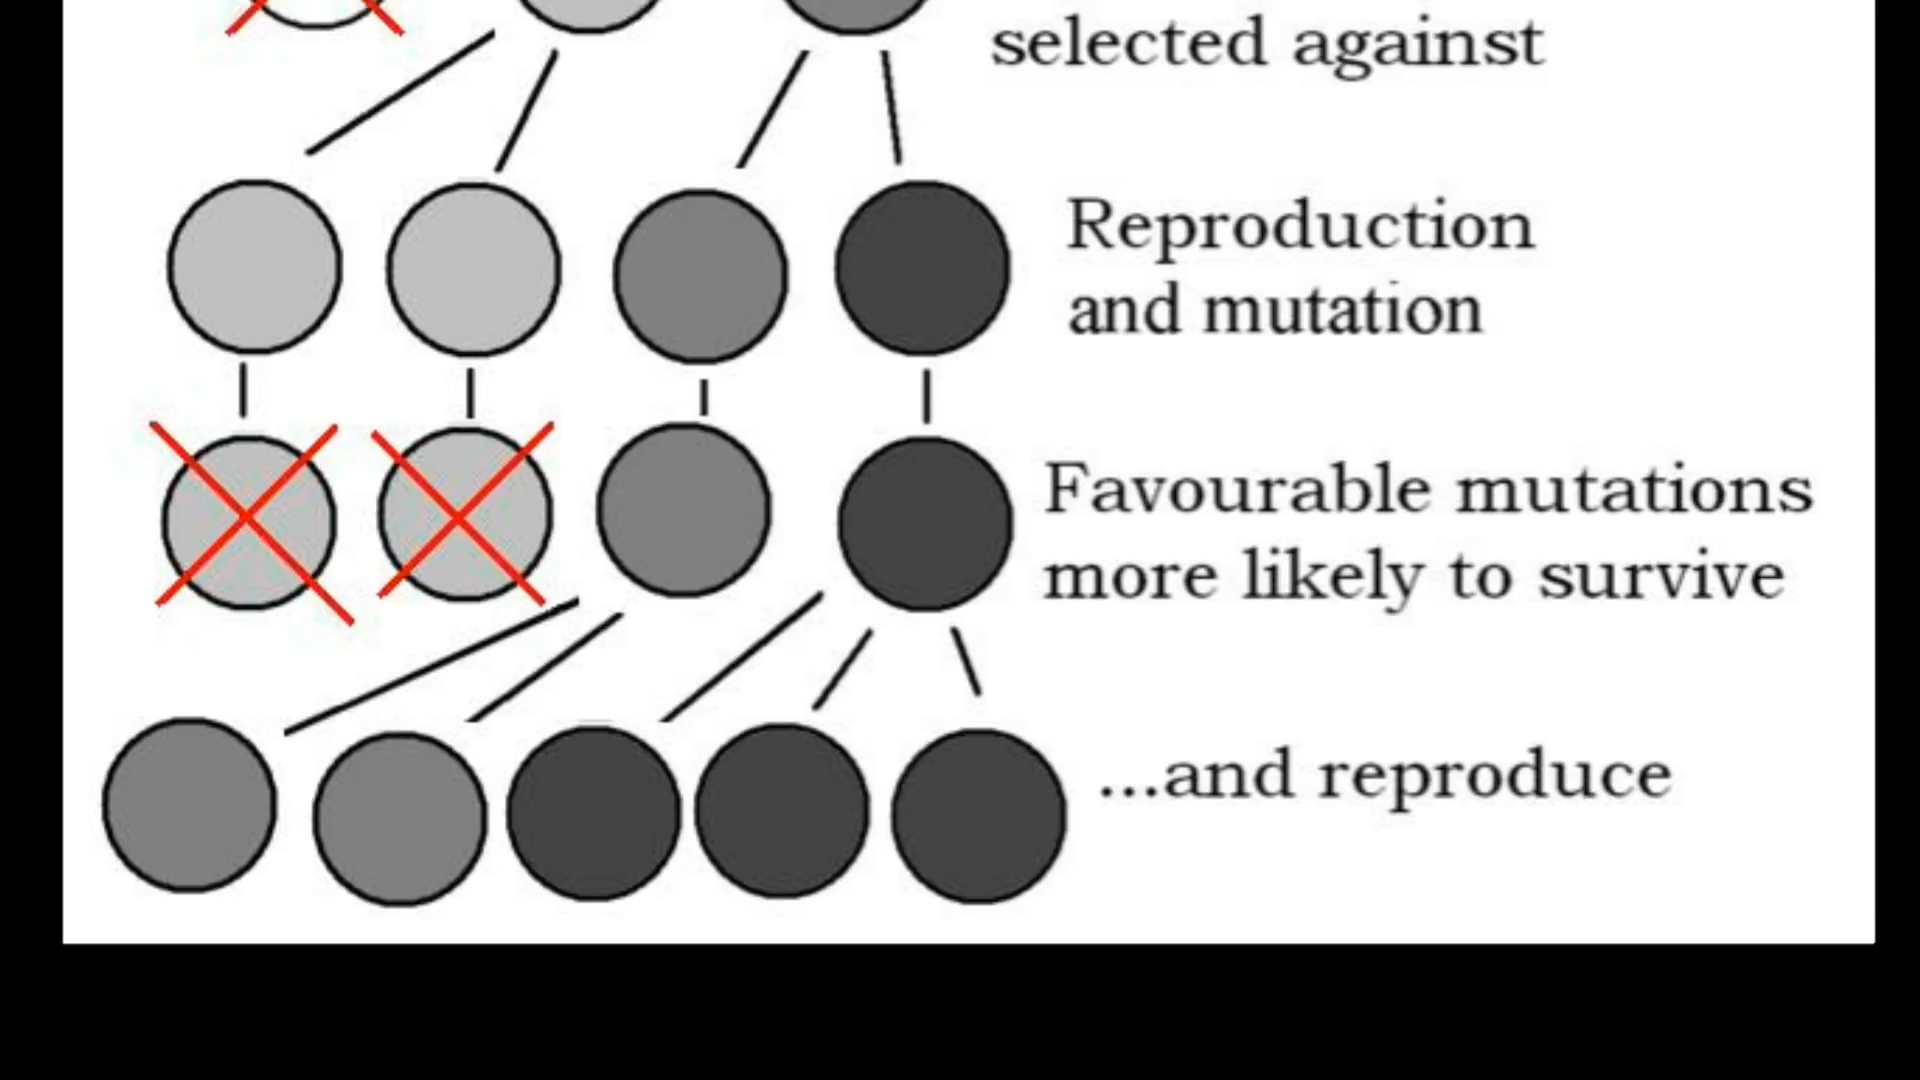 selected against
Reproduction
and mutation
Favourable mutations
more likely to survive
...and reproduce